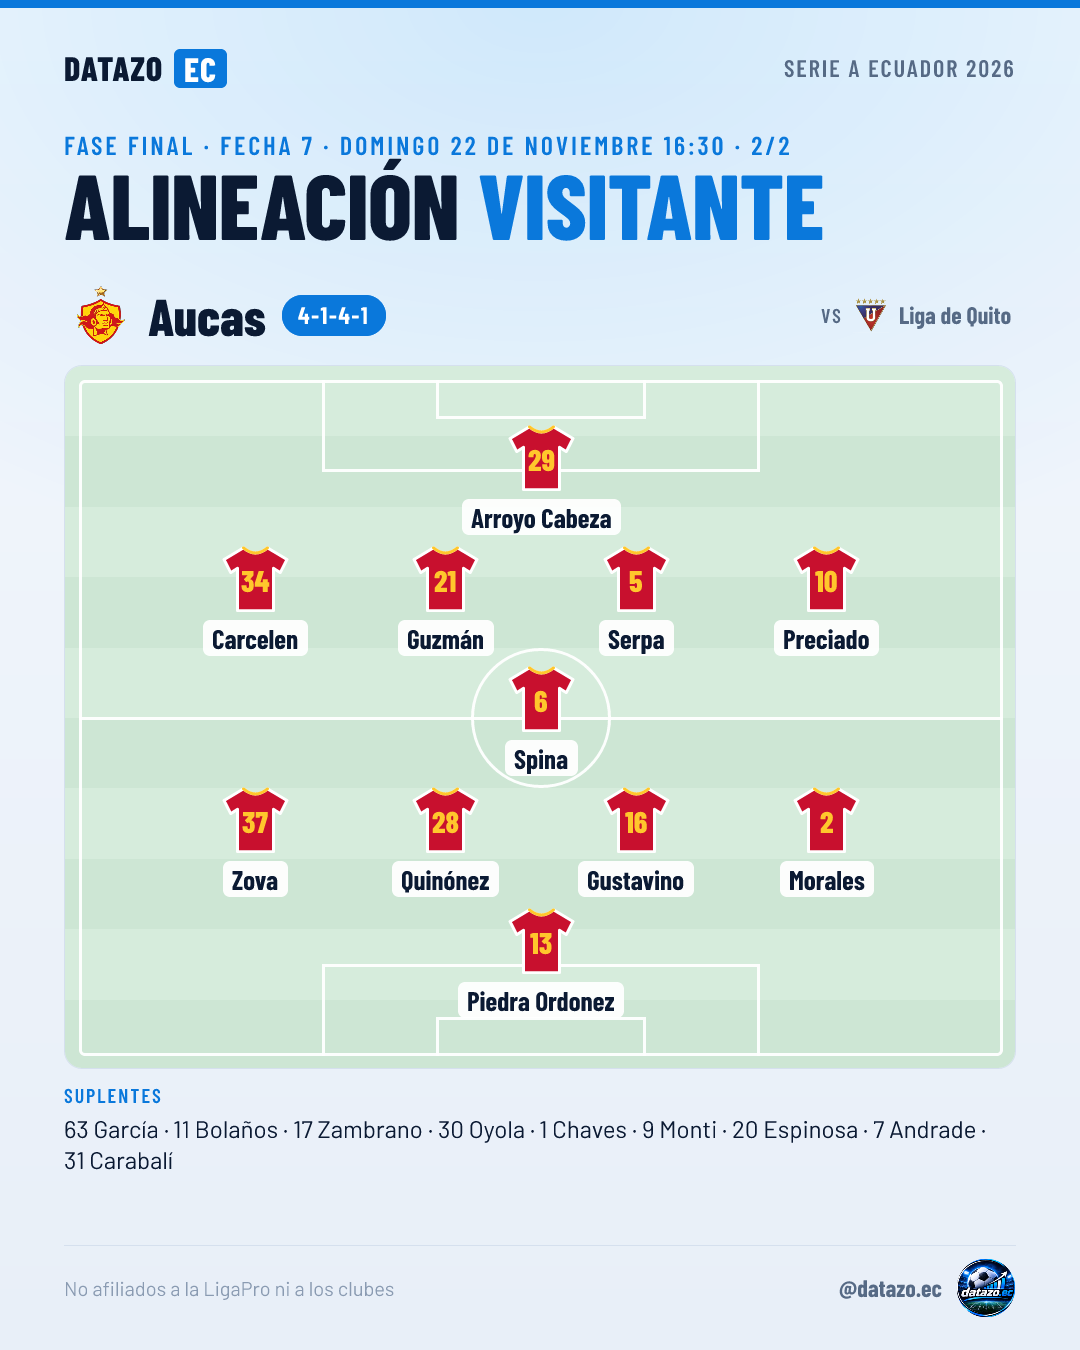 DATAZO EC
SERIE A ECUADOR 2026
FASE FINAL · FECHA 7 · DOMINGO 22 DE NOVIEMBRE 16:30 · 2/2
ALINEACIÓN VISITANTE
Aucas 4-1-4-1
VS U Liga de Quito
29
Arroyo Cabeza
34 21 5 10
Carcelen Guzmán Serpa Preciado
6
Spina
37 28 16 2
Zova Quinónez Gustavino Morales
13
Piedra Ordonez
SUPLENTES
63 García · 11 Bolaños · 17 Zambrano · 30 Oyola · 1 Chaves · 9 Monti · 20 Espinosa · 7 Andrade ·
31 Carabalí
No afiliados a la LigaPro ni a los clubes
@datazo.ec datazo.ec